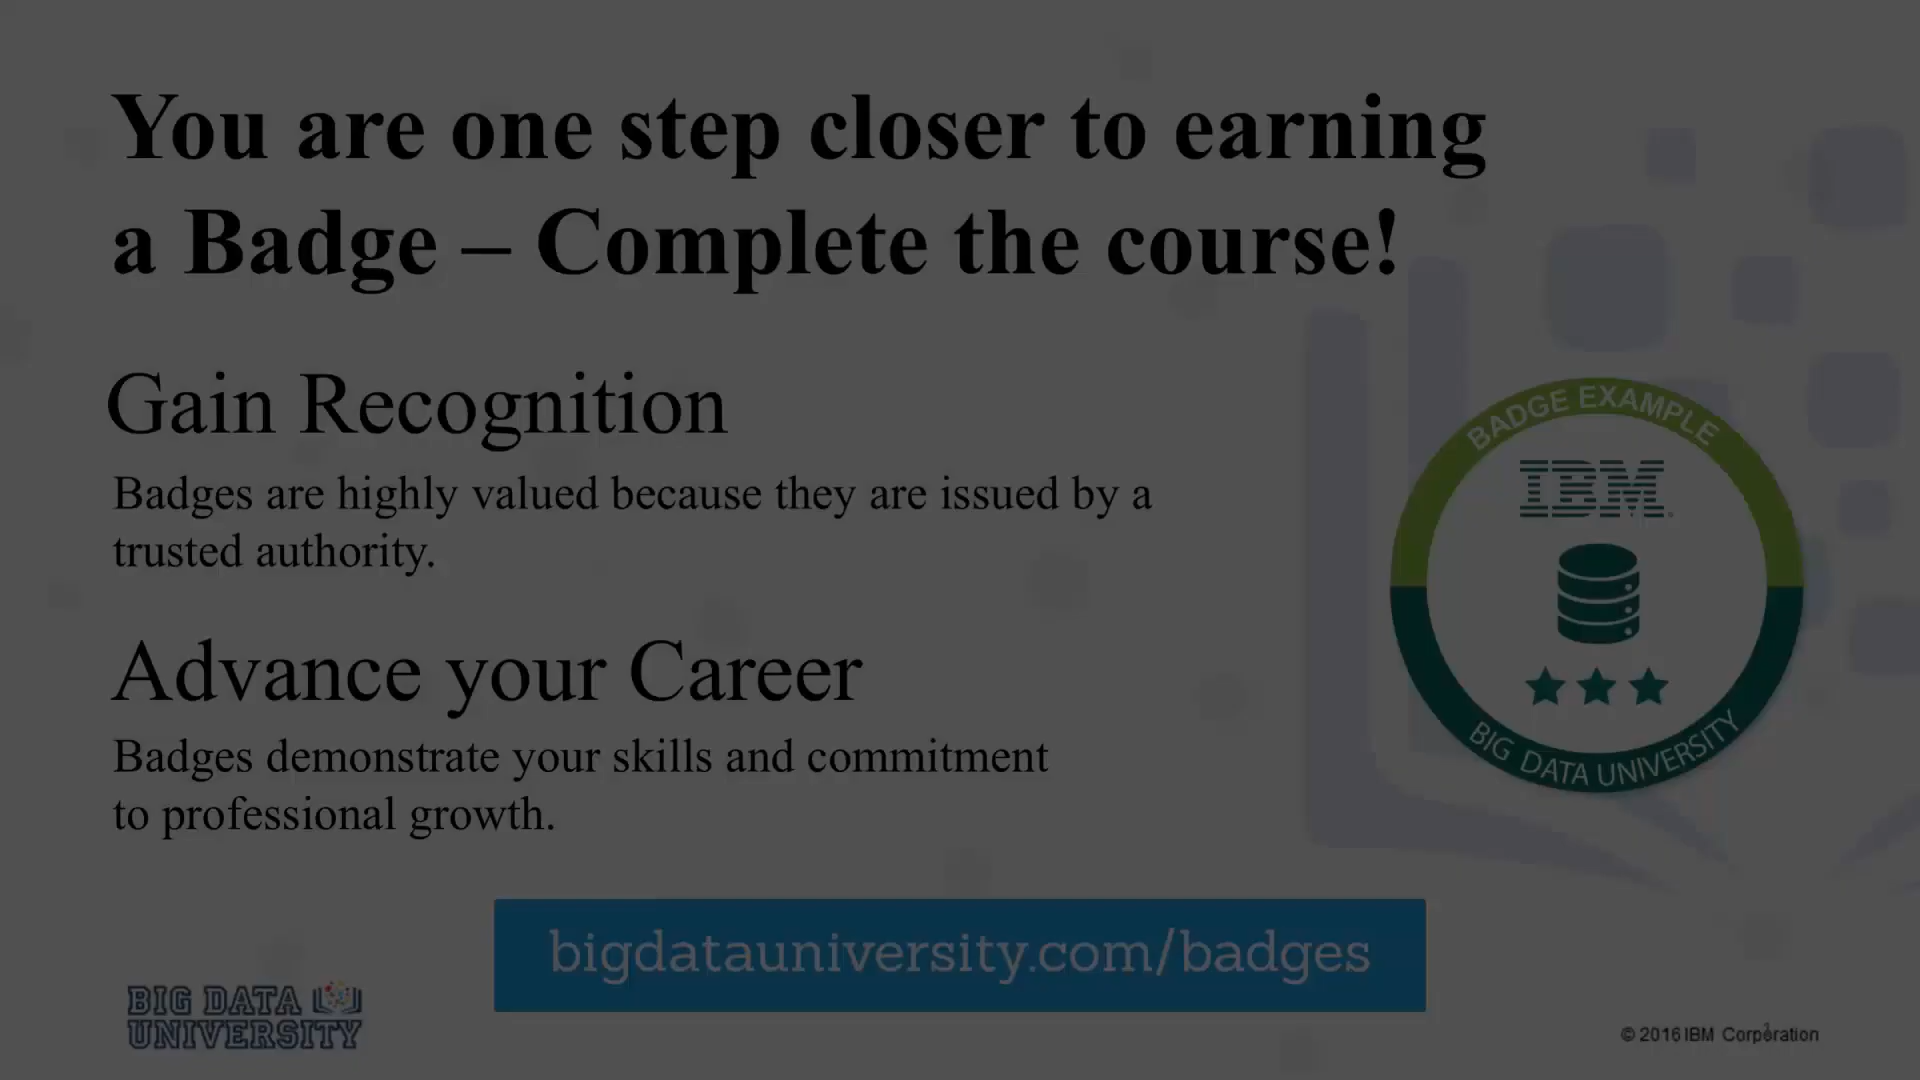 You are one step closer to earning
a Badge – Complete the course!
Gain Recognition
Badges are highly valued because they are issued by a
trusted authority.
Advance your Career
Badges demonstrate your skills and commitment
to professional growth.
BADGE EXAMPLE
IBM
BIG DATA UNIVERSITY
bigdatauniversity.com/badges
BIG DATA
UNIVERSITY
© 2016 IBM Corporation